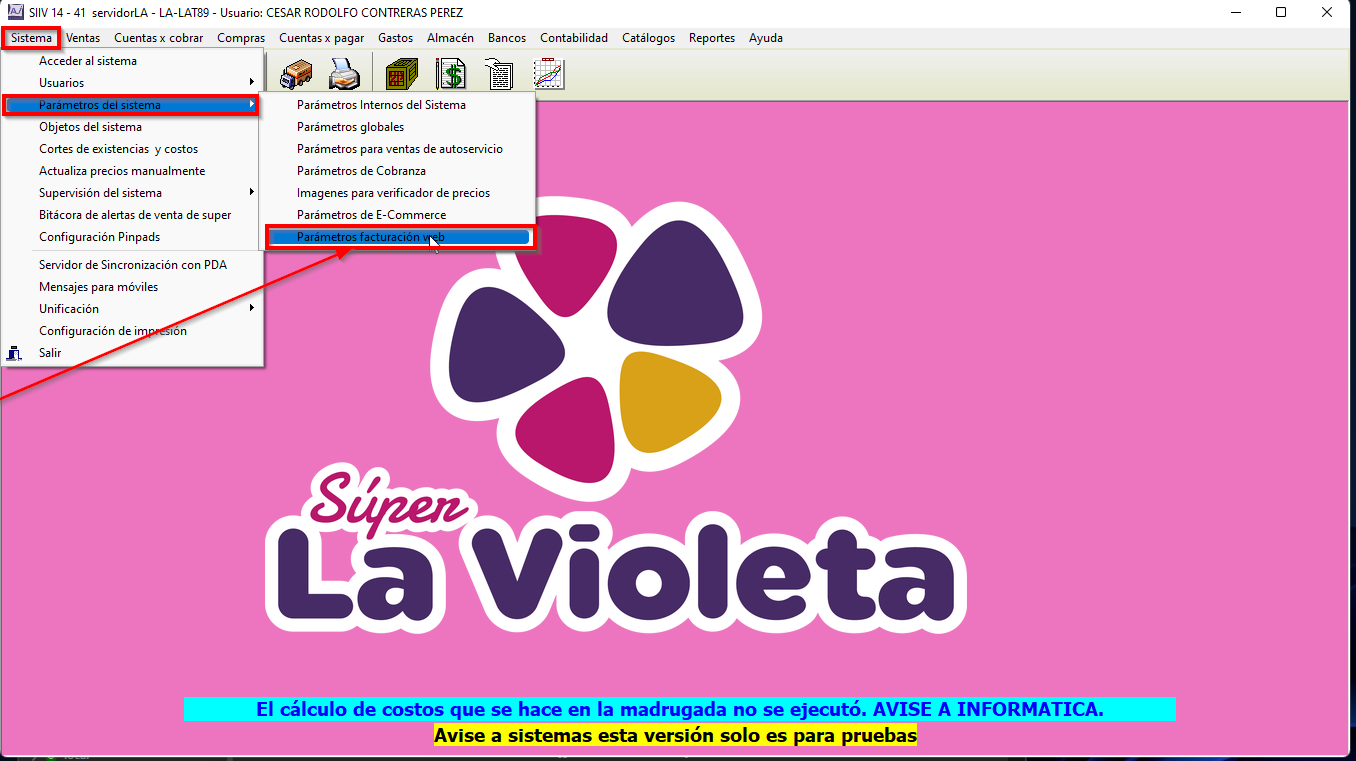 SIIV 14 - 41 servidorLA - LA-LAT89 - Usuario: CESAR RODOLFO CONTRERAS PEREZ
Sistema Ventas Cuentas x cobrar Compras Cuentas x pagar Gastos Almacén Bancos Contabilidad Catálogos Reportes Ayuda
Acceder al sistema
Usuarios
Parámetros del sistema
Objetos del sistema
Cortes de existencias y costos
Actualiza precios manualmente
Supervisión del sistema
Bitácora de alertas de venta de super
Configuración Pinpads
Servidor de Sincronización con PDA
Mensajes para móviles
Unificación
Configuración de impresión
Salir
Parámetros Internos del Sistema
Parámetros globales
Parámetros para ventas de autoservicio
Parámetros de Cobranza
Imagenes para verificador de precios
Parámetros de E-Commerce
Parámetros facturación web
Súper
La Violeta
El cálculo de costos que se hace en la madrugada no se ejecutó. AVISE A INFORMATICA.
Avise a sistemas esta versión solo es para pruebas